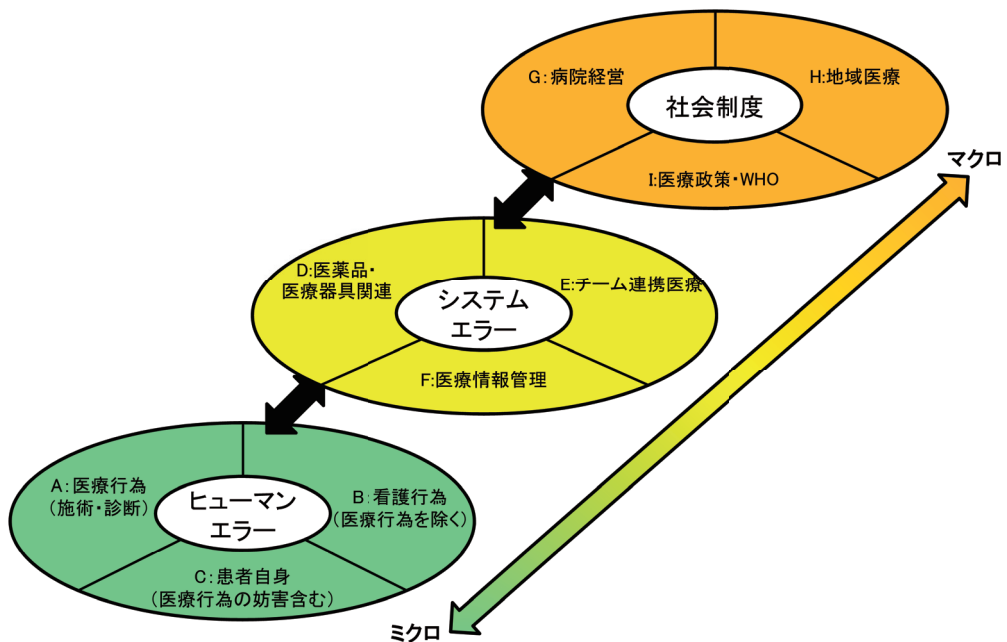 G:病院経営
H:地域医療
社会制度
I:医療政策・WHO
マクロ
D:医薬品・
医療器具関連
E:チーム連携医療
システム
エラー
F:医療情報管理
A:医療行為
(施術・診断)
B:看護行為
(医療行為を除く)
ヒューマン
エラー
C:患者自身
(医療行為の妨害含む)
ミクロ